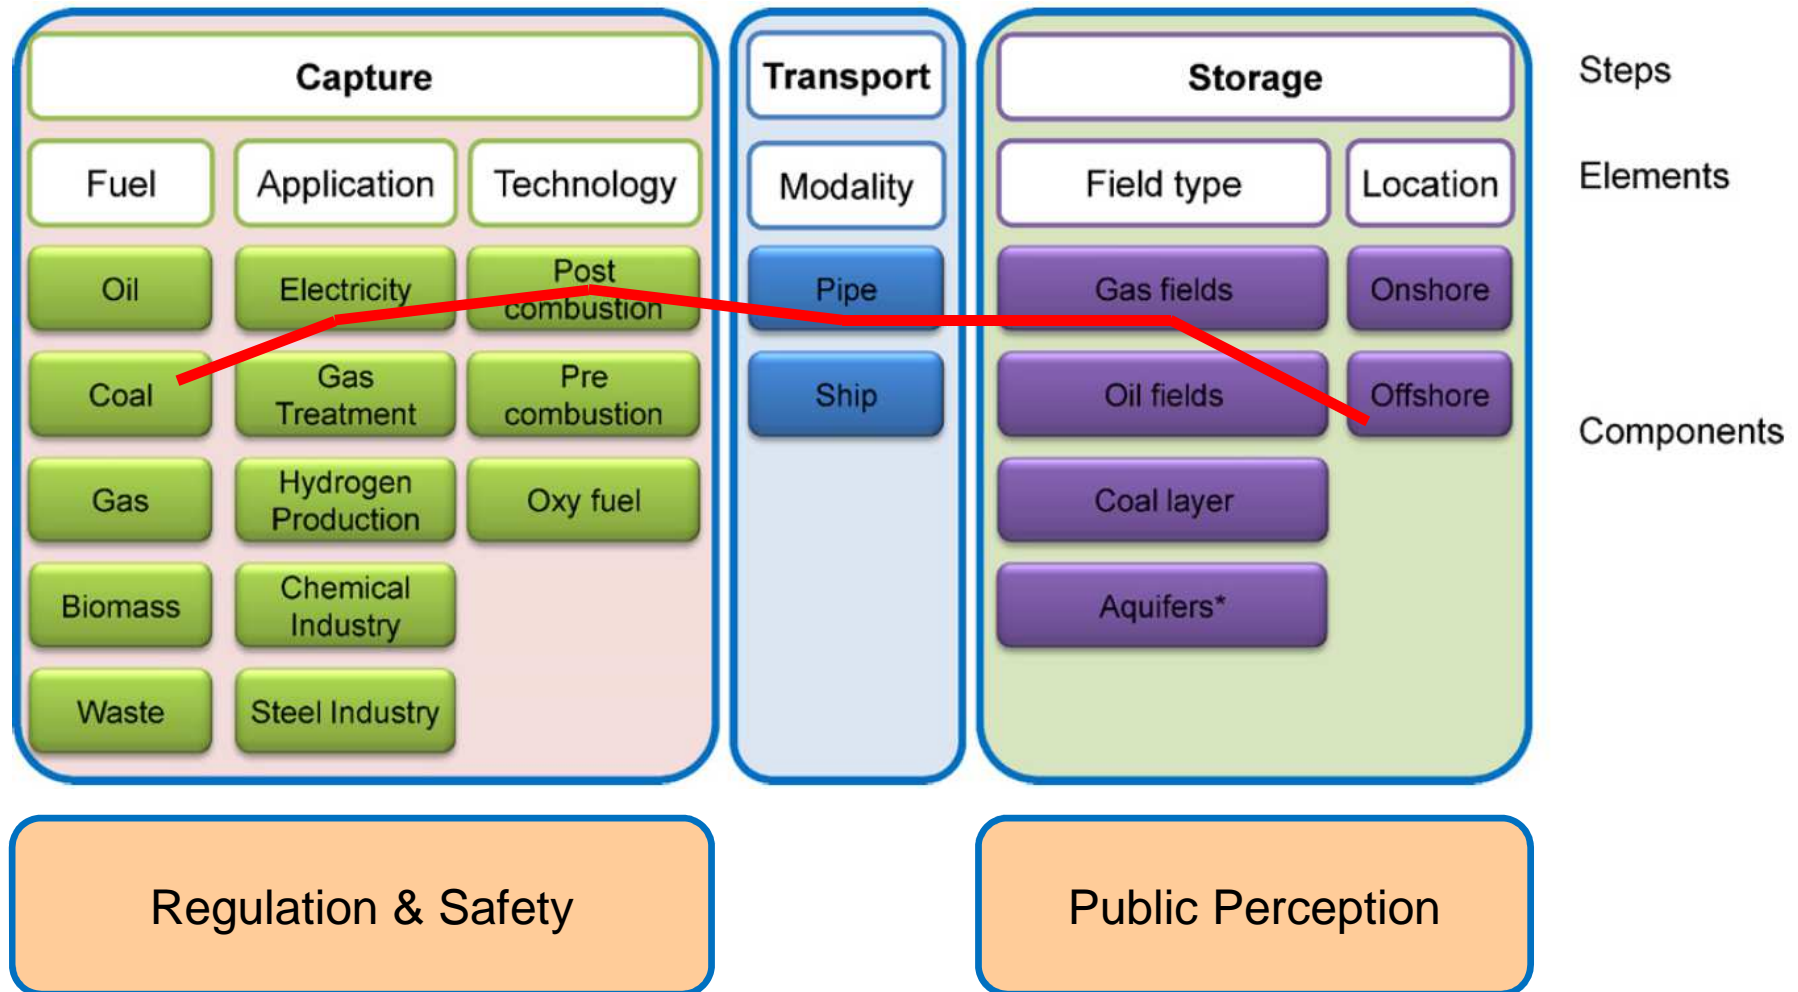 Capture
Transport
Storage
Steps
Fuel
Application
Technology
Modality
Field type
Location
Elements
Oil
Electricity
Post
combustion
Pipe
Gas fields
Onshore
Coal
Gas
Treatment
Pre
combustion
Ship
Oil fields
Offshore
Components
Gas
Hydrogen
Production
Oxy fuel
Coal layer
Biomass
Chemical
Industry
Aquifers*
Waste
Steel Industry
Regulation & Safety
Public Perception